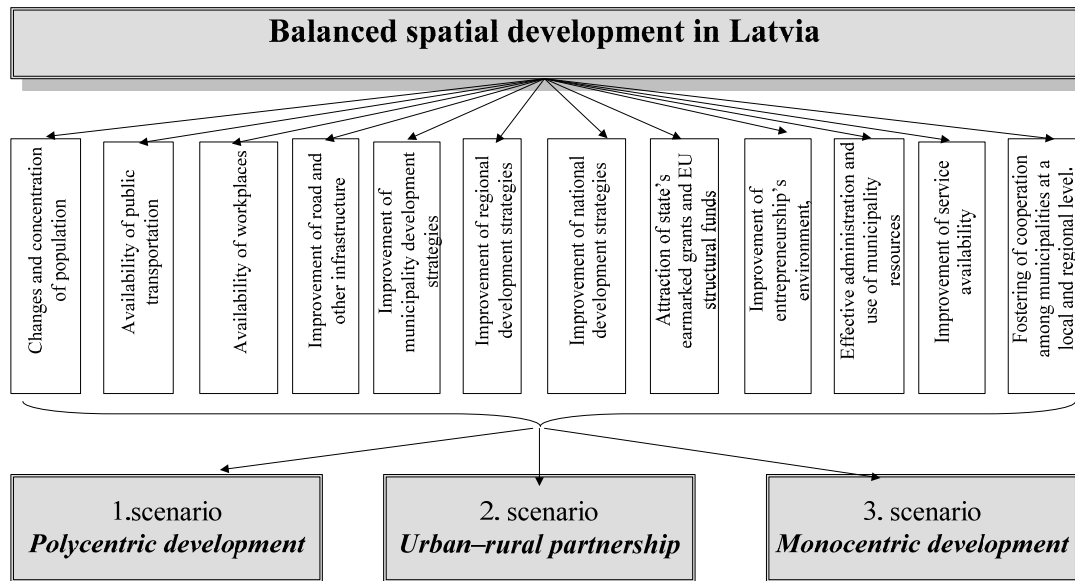 Balanced spatial development in Latvia
Changes and concentration
of population
Availability of public
transportation
Availability of workplaces
Improvement of road and
other infrastructure
Improvement of
municipality development
strategies
Improvement of regional
development strategies
Improvement of national
development strategies
Attraction of state’s
earmarked grants and EU
structural funds
Improvement of
entrepreneurship’s
environment,
Effective administration and
use of municipality
resources
Improvement of service
availability
Fostering of cooperation
among municipalities at a
local and regional level.
1.scenario
Polycentric development
2. scenario
Urban–rural partnership
3. scenario
Monocentric development